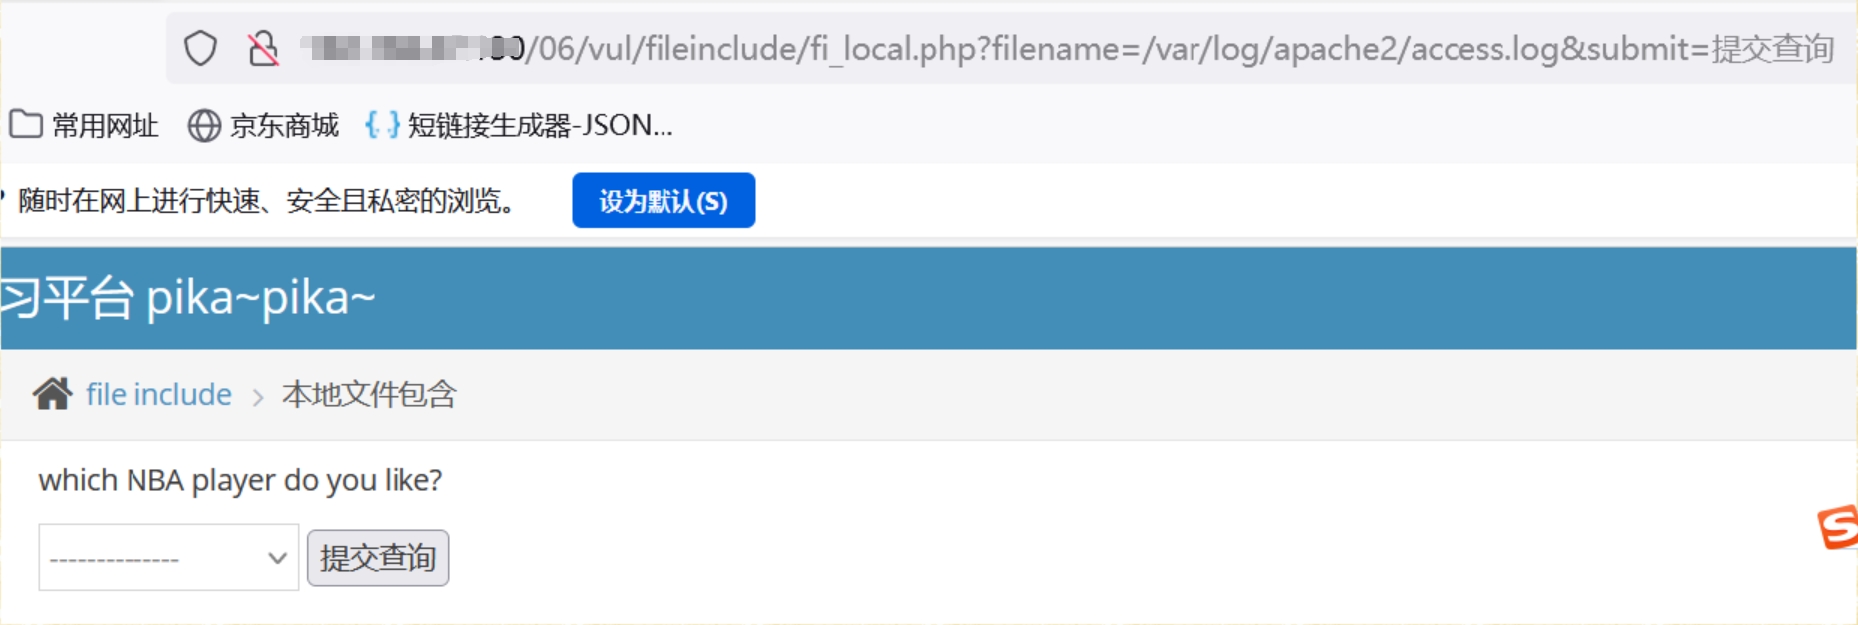 /06/vul/fileinclude/fi_local.php?filename=/var/log/apache2/access.log&submit=提交查询
常用网址 京东商城 { } 短链接生成器-JSON...
随时在网上进行快速、安全且私密的浏览。 设为默认(S)
习平台 pika~pika~
file include > 本地文件包含
which NBA player do you like?
-------------- 提交查询
S